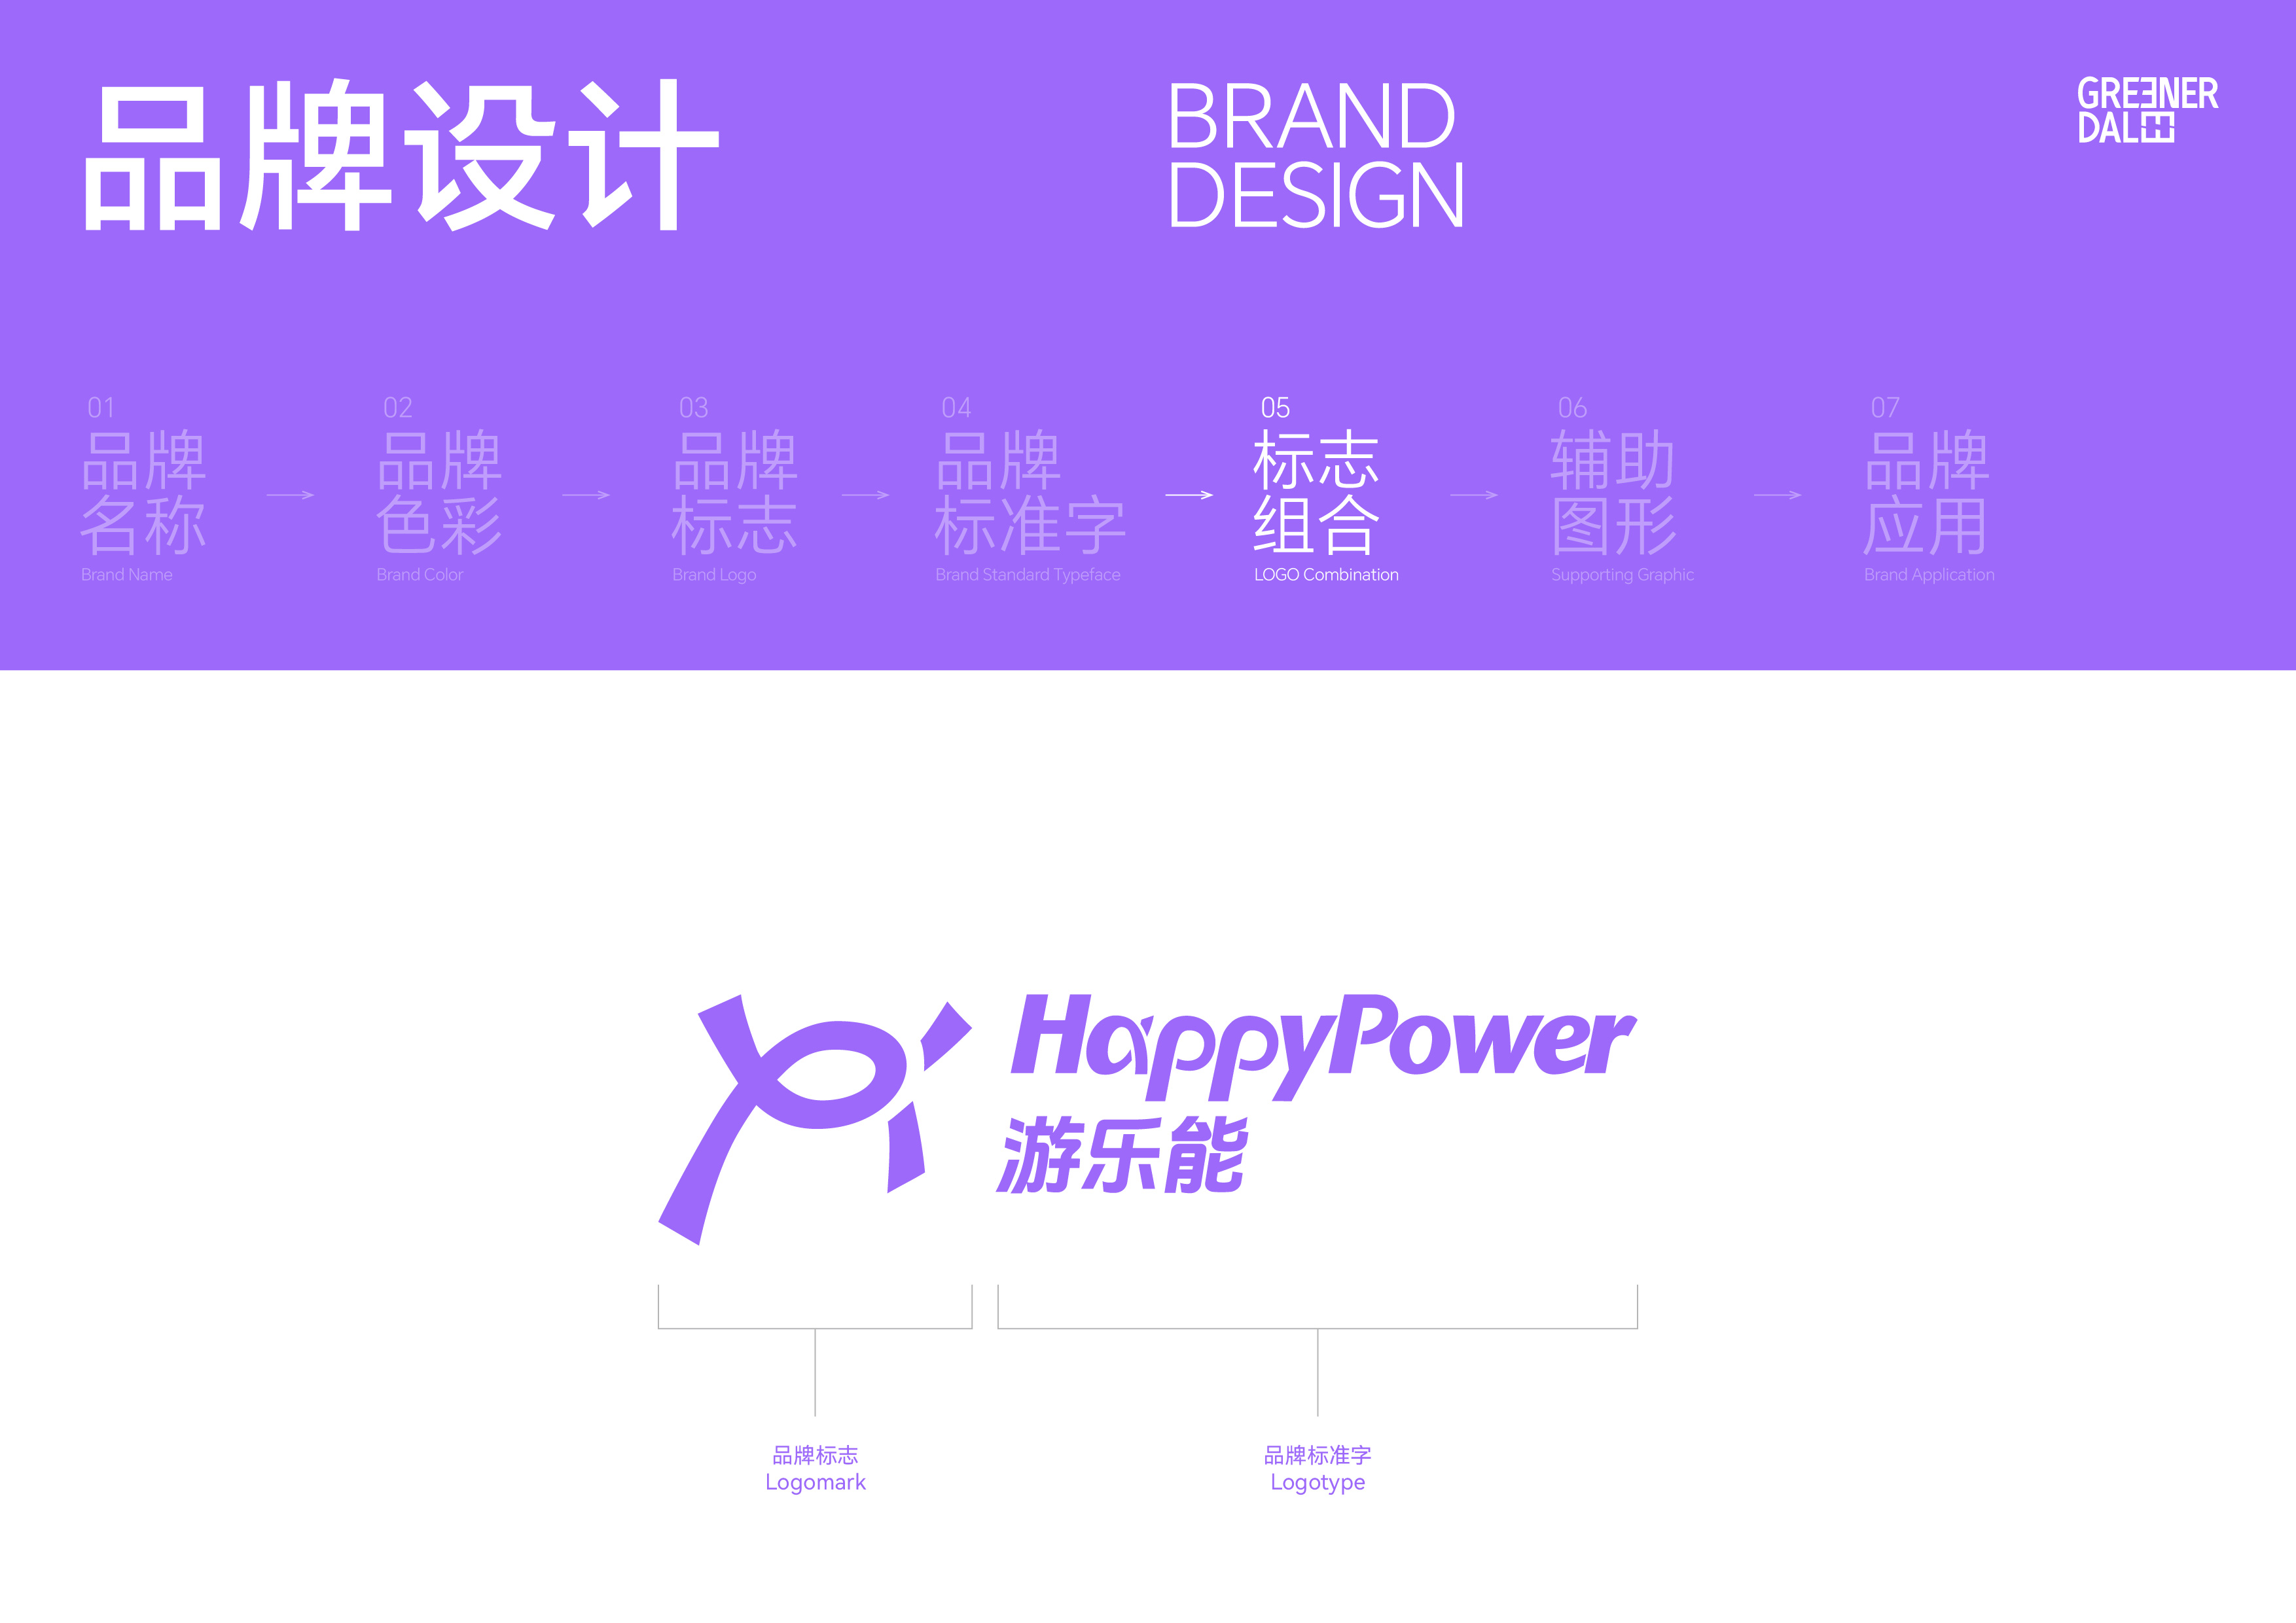 品牌设计
BRAND
DESIGN
GREENER
DALE
01
品牌
名称
Brand Name
02
品牌
色彩
Brand Color
03
品牌
标志
Brand Logo
04
品牌
标准字
Brand Standard Typeface
05
标志
组合
LOGO Combination
06
辅助
图形
Supporting Graphic
07
品牌
应用
Brand Application
HappyPower
游乐能
品牌标志
Logomark
品牌标准字
Logotype